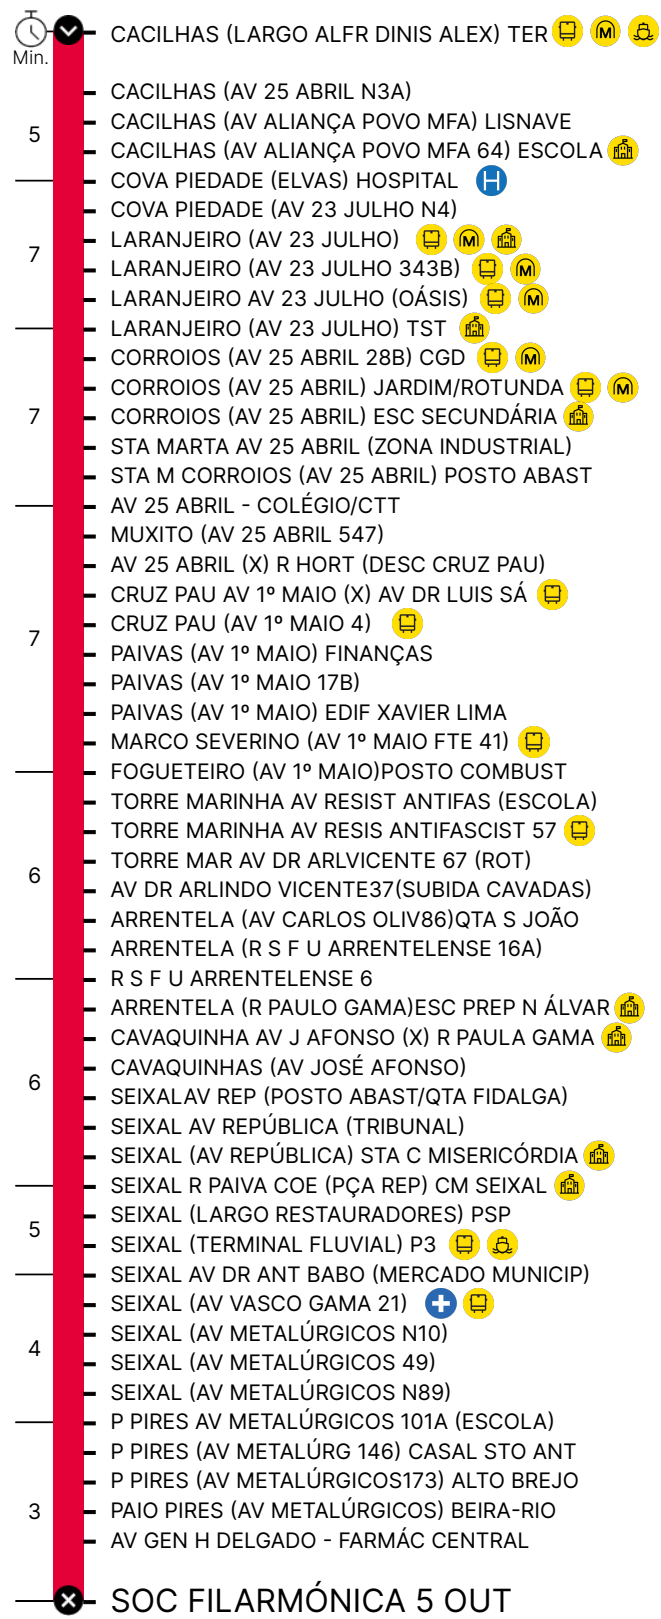 CACILHAS (LARGO ALFR DINIS ALEX) TER M
Min.
CACILHAS (AV 25 ABRIL N3A)
CACILHAS (AV ALIANÇA POVO MFA) LISNAVE
5
CACILHAS (AV ALIANÇA POVO MFA 64) ESCOLA
COVA PIEDADE (ELVAS) HOSPITAL H
COVA PIEDADE (AV 23 JULHO N4)
LARANJEIRO (AV 23 JULHO) M
7
LARANJEIRO (AV 23 JULHO 343B) M
LARANJEIRO AV 23 JULHO (OÁSIS) M
LARANJEIRO (AV 23 JULHO) TST
CORROIOS (AV 25 ABRIL 28B) CGD M
CORROIOS (AV 25 ABRIL) JARDIM/ROTUNDA M
7
CORROIOS (AV 25 ABRIL) ESC SECUNDÁRIA
STA MARTA AV 25 ABRIL (ZONA INDUSTRIAL)
STA M CORROIOS (AV 25 ABRIL) POSTO ABAST
AV 25 ABRIL - COLÉGIO/CTT
MUXITO (AV 25 ABRIL 547)
AV 25 ABRIL (X) R HORT (DESC CRUZ PAU)
CRUZ PAU AV 1º MAIO (X) AV DR LUIS SÁ
CRUZ PAU (AV 1º MAIO 4)
7
PAIVAS (AV 1º MAIO) FINANÇAS
PAIVAS (AV 1º MAIO 17B)
PAIVAS (AV 1º MAIO) EDIF XAVIER LIMA
MARCO SEVERINO (AV 1º MAIO FTE 41)
FOGUETEIRO (AV 1º MAIO)POSTO COMBUST
TORRE MARINHA AV RESIST ANTIFAS (ESCOLA)
TORRE MARINHA AV RESIS ANTIFASCIST 57
TORRE MAR AV DR ARLVICENTE 67 (ROT)
6
AV DR ARLINDO VICENTE37(SUBIDA CAVADAS)
ARRENTELA (AV CARLOS OLIV86)QTA S JOÃO
ARRENTELA (R S F U ARRENTELENSE 16A)
R S F U ARRENTELENSE 6
ARRENTELA (R PAULO GAMA)ESC PREP N ÁLVAR
CAVAQUINHA AV J AFONSO (X) R PAULA GAMA
CAVAQUINHAS (AV JOSÉ AFONSO)
6
SEIXALAV REP (POSTO ABAST/QTA FIDALGA)
SEIXAL AV REPÚBLICA (TRIBUNAL)
SEIXAL (AV REPÚBLICA) STA C MISERICÓRDIA
SEIXAL R PAIVA COE (PÇA REP) CM SEIXAL
SEIXAL (LARGO RESTAURADORES) PSP
5
SEIXAL (TERMINAL FLUVIAL) P3
SEIXAL AV DR ANT BABO (MERCADO MUNICIP)
SEIXAL (AV VASCO GAMA 21)
SEIXAL (AV METALÚRGICOS N10)
4
SEIXAL (AV METALÚRGICOS 49)
SEIXAL (AV METALÚRGICOS N89)
P PIRES AV METALÚRGICOS 101A (ESCOLA)
P PIRES (AV METALÚRG 146) CASAL STO ANT
P PIRES (AV METALÚRGICOS173) ALTO BREJO
3
PAIO PIRES (AV METALÚRGICOS) BEIRA-RIO
AV GEN H DELGADO - FARMÁC CENTRAL
SOC FILARMÓNICA 5 OUT